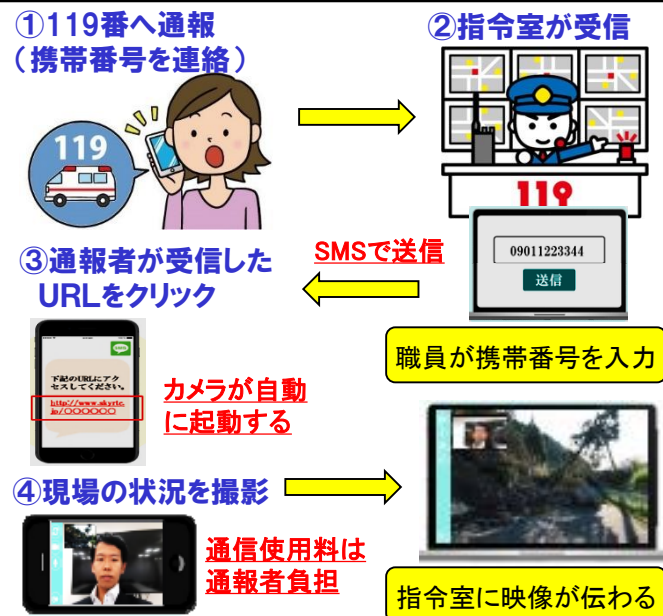 ①119番へ通報
（携帯番号を連絡）
119
②指令室が受信
119
③通報者が受信した
URLをクリック
SMSで送信
09011223344
送信
職員が携帯番号を入力
下記のURLにアク
セスしてください。
http://www.skyrtc.
jp/○○○○○○
カメラが自動
に起動する
④現場の状況を撮影
通信使用料は
通報者負担
指令室に映像が伝わる